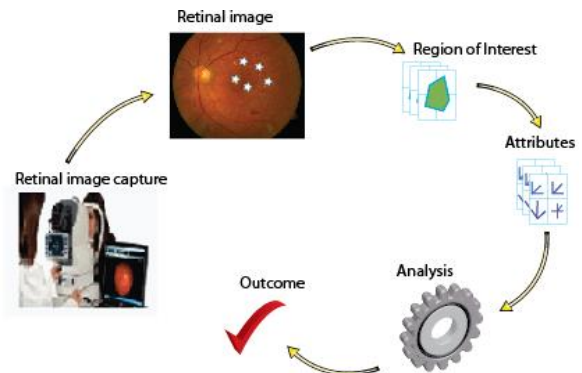 Retinal image
Region of Interest
Attributes
Retinal image capture
Analysis
Outcome